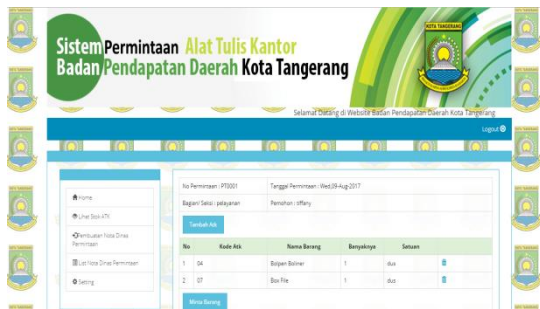 Sistem Permintaan Alat Tulis Kantor
Badan Pendapatan Daerah Kota Tangerang
KOTA TANGERANG
Selamat Datang di Website Badan Pendapatan Daerah Kota Tangerang
Logout
Home
Lihat Stok ATK
Pembuatan Nota Dinas
Permintaan
List Nota Dinas Permintaan
Setting
No Permintaan : PT0001 Tanggal Permintaan : Wed,09-Aug-2017
Bagian/ Seksi : pelayanan Pemohon : tiffany
Tambah Atk
No Kode Atk Nama Barang Banyaknya Satuan
1 04 Bolpen Boliner 1 dus
2 07 Box File 1 dus
Minta Barang